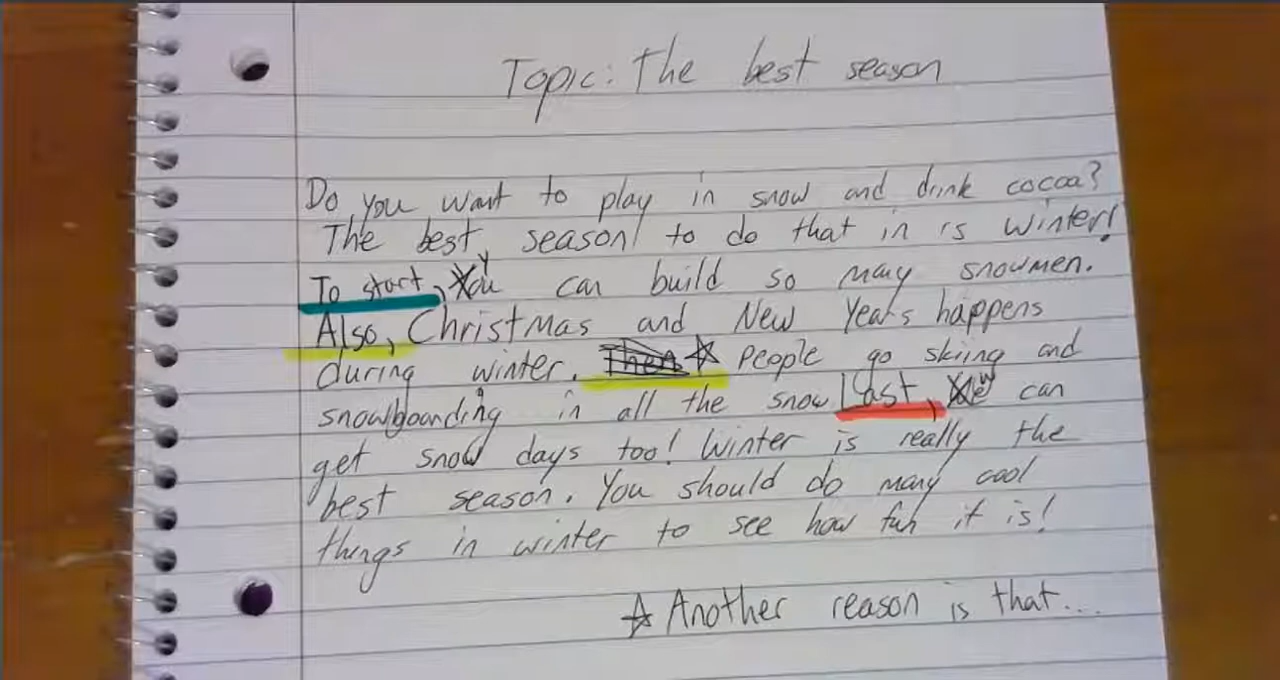 Topic: The best season
Do you want to play in snow and drink cocoa?
The best season to do that in is winter!
To start, you can build so many snowmen.
Also, Christmas and New Years happens
during winter. Then ☆ People go skiing and
snowboarding in all the snow Last, we can
get snow days too! Winter is really the
best season. You should do many cool
things in winter to see how fun it is!
☆ Another reason is that...